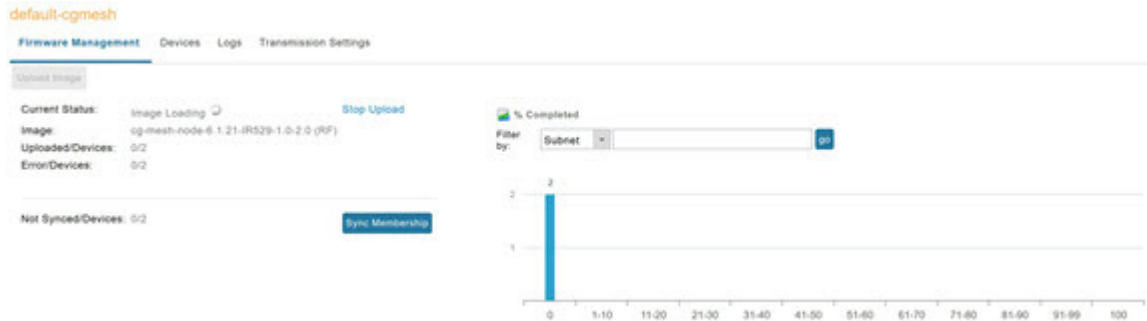 default-cgmesh
Firmware Management Devices Logs Transmission Settings
Upload Image
Current Status: Image Loading Stop Upload
Image: cg-mesh-node-6.1.21-IR529-1.0-2.0 (RF)
Uploaded/Devices: 0/2
Error/Devices: 0/2
Not Synced/Devices: 0/2 Sync Membership
% Completed
Filter by: Subnet go
2
2
1
0 1-10 11-20 21-30 31-40 41-50 51-60 61-70 71-80 81-90 91-99 100